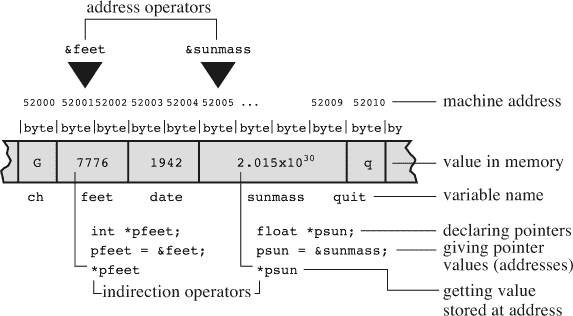 address operators
&feet &sunmass
52000 52001 52002 52003 52004 52005 ... 52009 52010 machine address
byte byte byte byte byte byte byte byte byte byte by
G 7776 1942 2.015x10³⁰ q value in memory
ch feet date sunmass quit variable name
int *pfeet; float *psun; declaring pointers
pfeet = &feet; psun = &sunmass; giving pointer
values (addresses)
*pfeet *psun
indirection operators getting value
stored at address